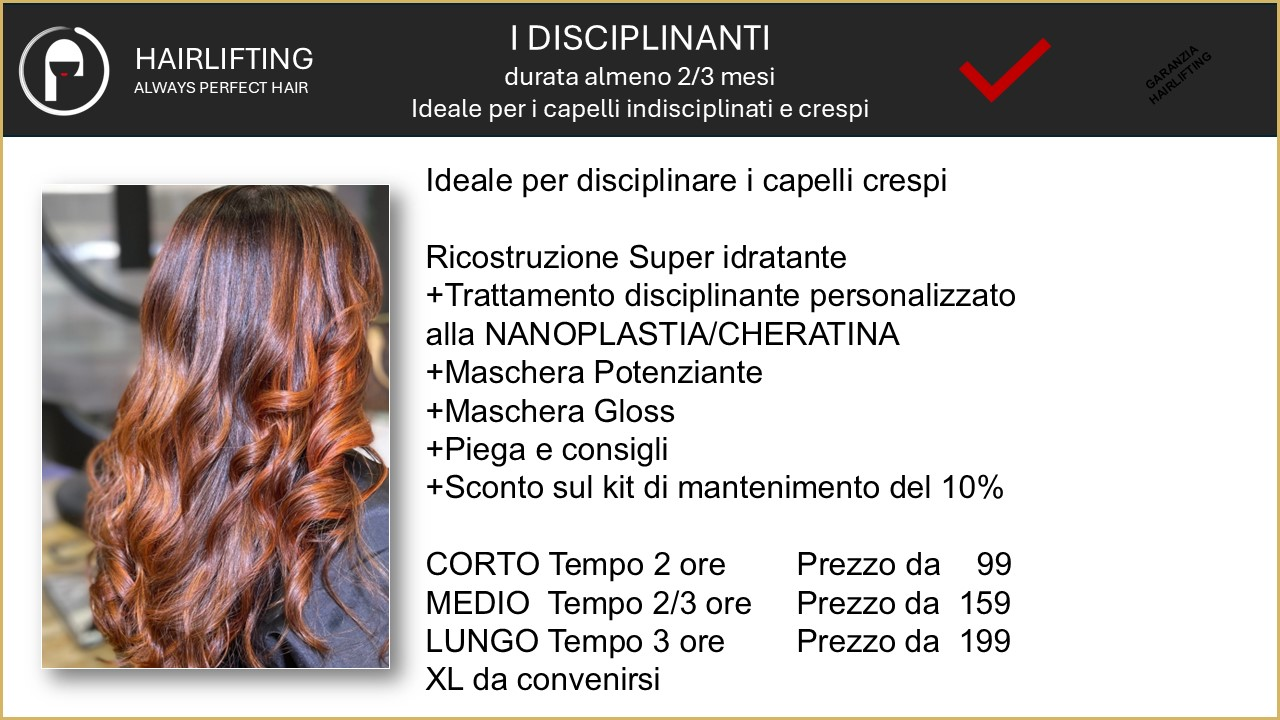 HAIRLIFTING
ALWAYS PERFECT HAIR
I DISCIPLINANTI
durata almeno 2/3 mesi
Ideale per i capelli indisciplinati e crespi
GARANZIA
HAIRLIFTING
Ideale per disciplinare i capelli crespi
Ricostruzione Super idratante
+Trattamento disciplinante personalizzato
alla NANOPLASTIA/CHERATINA
+Maschera Potenziante
+Maschera Gloss
+Piega e consigli
+Sconto sul kit di mantenimento del 10%
CORTO Tempo 2 ore Prezzo da 99
MEDIO Tempo 2/3 ore Prezzo da 159
LUNGO Tempo 3 ore Prezzo da 199
XL da convenirsi